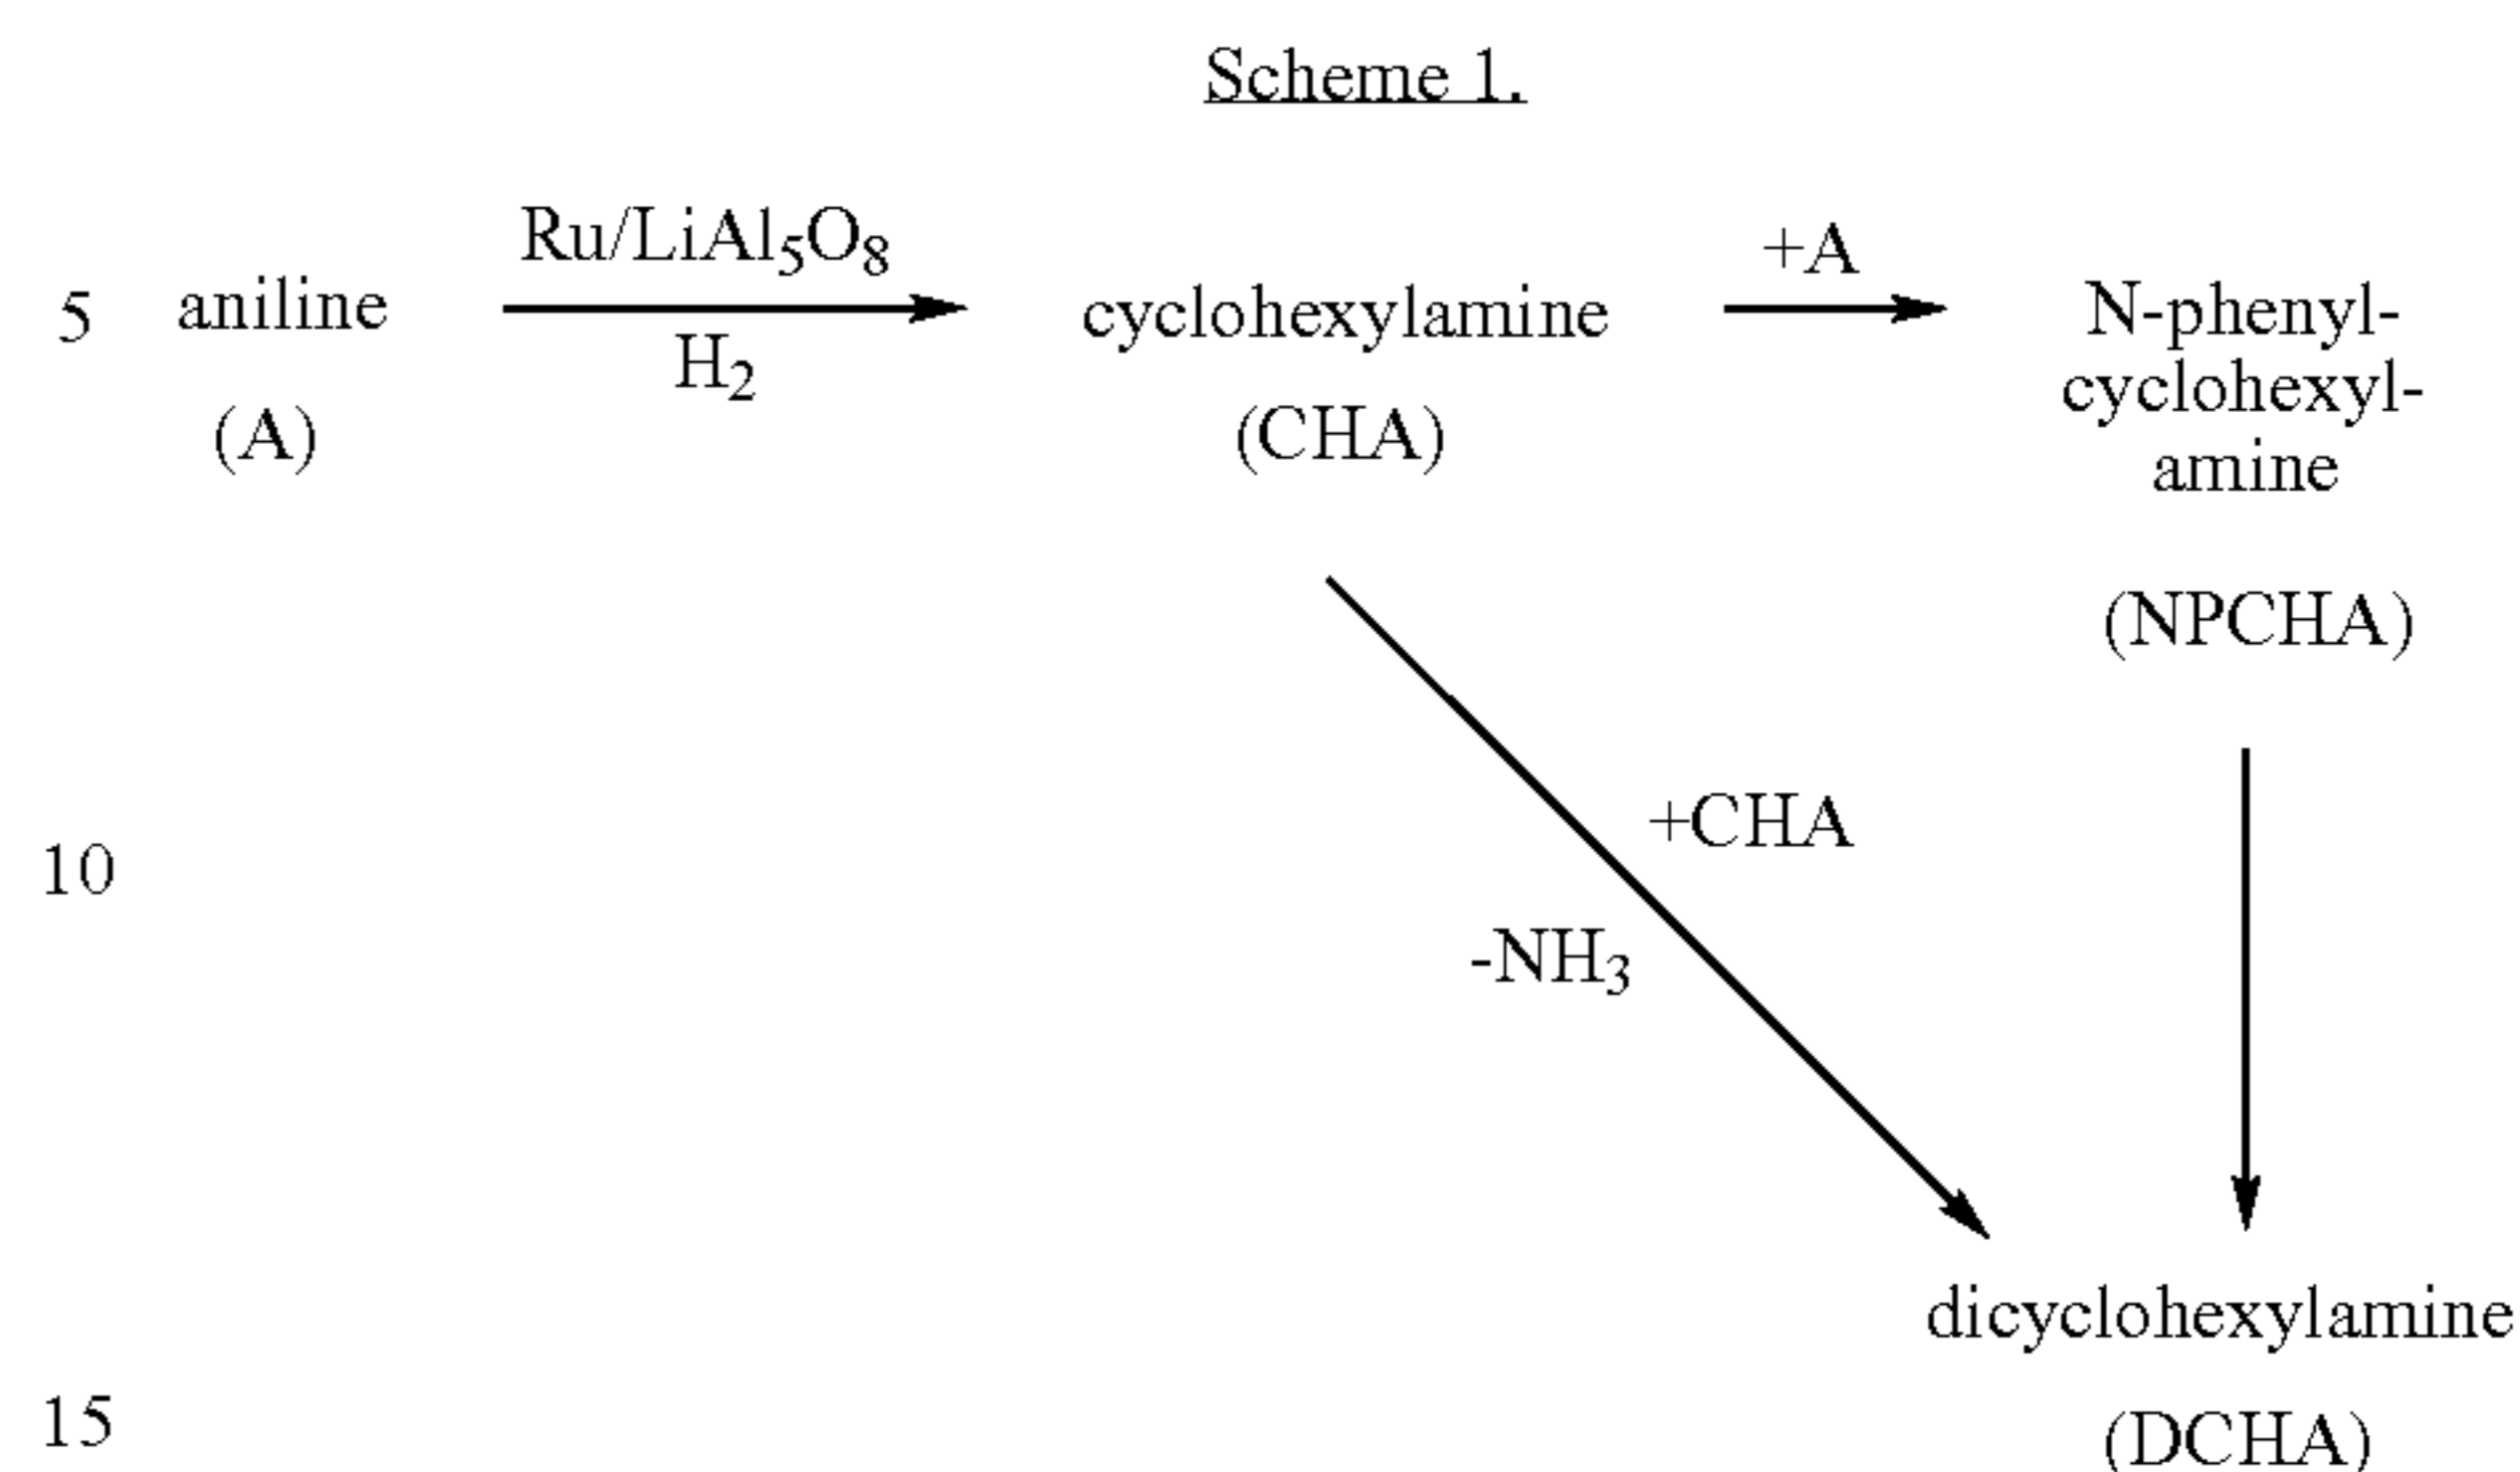 Scheme 1.
Ru/LiAl5O8
+A
5 aniline
H2
cyclohexylamine
N-phenyl-
cyclohexyl-
amine
(A)
(CHA)
(NPCHA)
+CHA
10
-NH3
dicyclohexylamine
15
(DCHA)